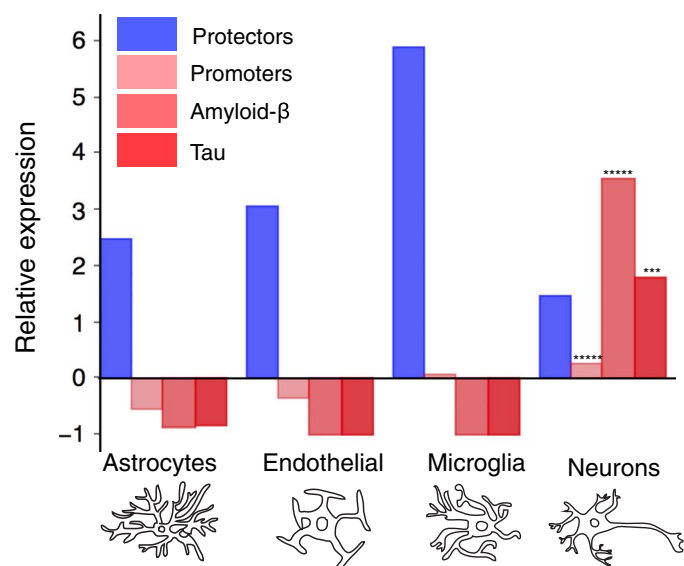 Relative expression
6
5
4
3
2
1
0
−1
Protectors
Promoters
Amyloid-β
Tau
*****
*****
***
Astrocytes
Endothelial
Microglia
Neurons